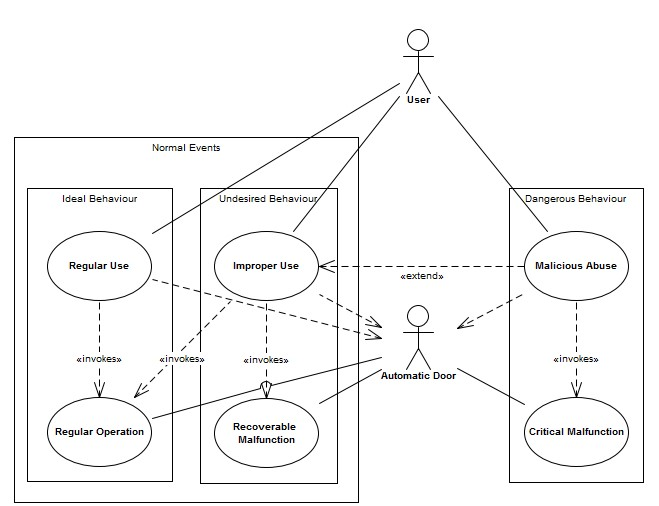 User
Normal Events
Ideal Behaviour
Undesired Behaviour
Dangerous Behaviour
Regular Use
Improper Use
Malicious Abuse
«extend»
«invokes»
«invokes»
«invokes»
«invokes»
Automatic Door
Regular Operation
Recoverable
Malfunction
Critical Malfunction